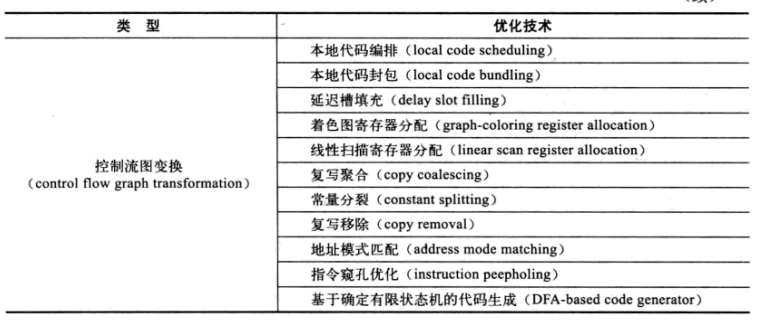 （续）
类 型 优化技术
本地代码编排（local code scheduling）
本地代码封包（local code bundling）
延迟槽填充（delay slot filling）
着色图寄存器分配（graph-coloring register allocation）
线性扫描寄存器分配（linear scan register allocation）
控制流图变换
（control flow graph transformation）
复写聚合（copy coalescing）
常量分裂（constant splitting）
复写移除（copy removal）
地址模式匹配（address mode matching）
指令窥孔优化（instruction peepholing）
基于确定有限状态机的代码生成（DFA-based code generator）